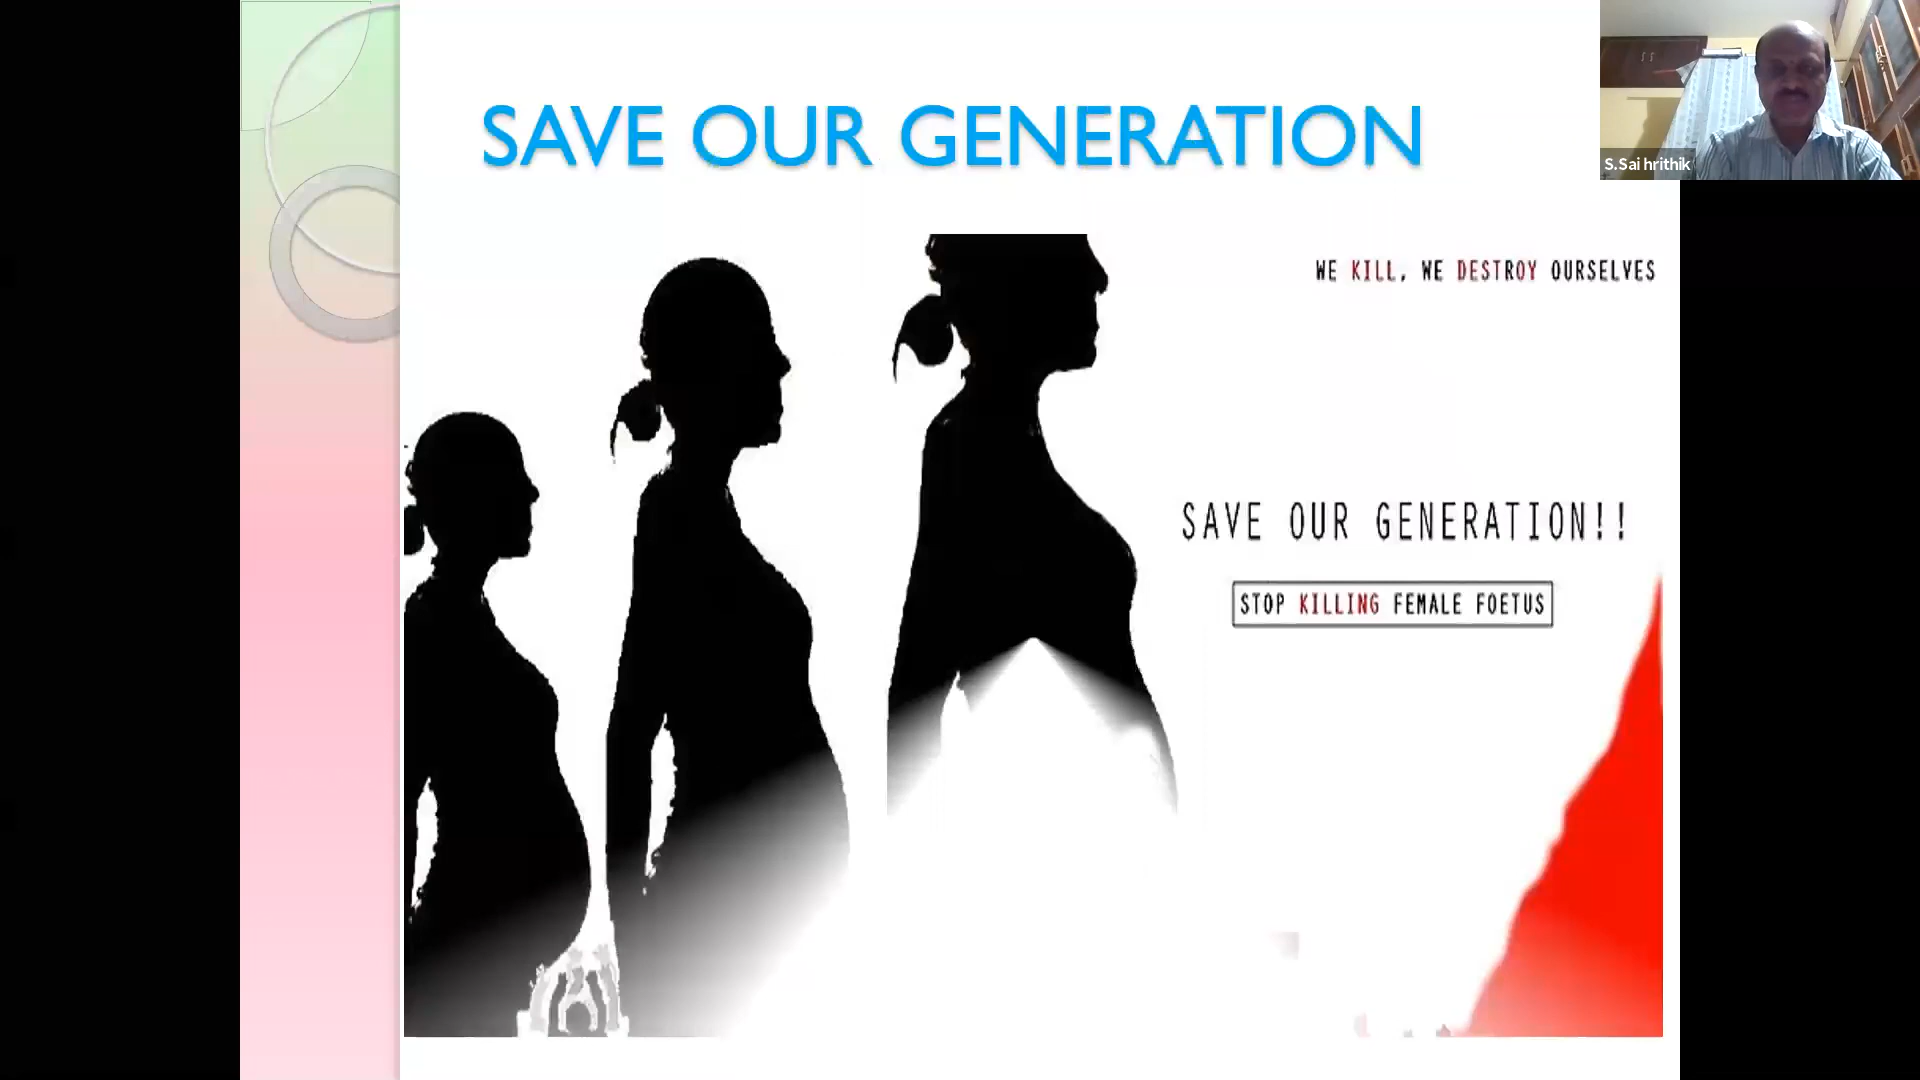 SAVE OUR GENERATION
S.Sai hrithik
WE KILL, WE DESTROY OURSELVES
SAVE OUR GENERATION!!
STOP KILLING FEMALE FOETUS